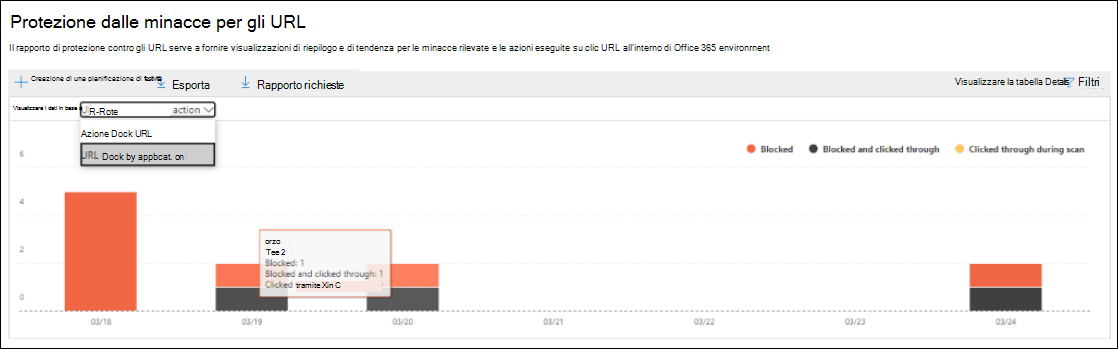 Protezione dalle minacce per gli URL
Il rapporto di protezione contro gli URL serve a fornire visualizzazioni di riepilogo e di tendenza per le minacce rilevate e le azioni eseguite su clic URL all'interno di Office 365 environrnent
Creazione di una pianificazione di
Esporta
Rapporto richieste
Visualizzare la tabella Details
Filtri
Visualizzare i dati in base a
R-Rote action
Azione Dock URL
URL Dock by appbcat. on
Blocked
Blocked and clicked through
Clicked through during scan
6
4
2
0
orzo
Tee 2
Blocked: 1
Blocked and clicked through: 1
Clicked tramite Xin C
03/18
03/19
03/20
03/21
03/22
03/23
03/24